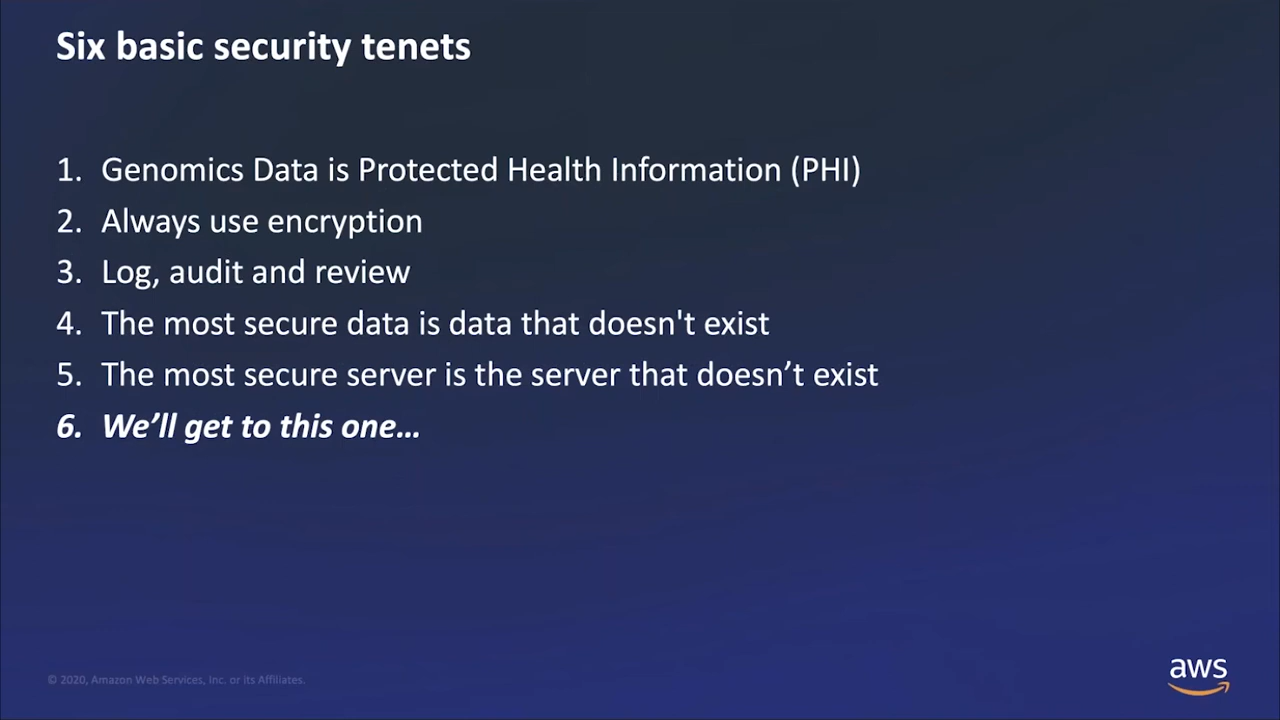 Six basic security tenets
1. Genomics Data is Protected Health Information (PHI)
2. Always use encryption
3. Log, audit and review
4. The most secure data is data that doesn't exist
5. The most secure server is the server that doesn’t exist
6. We’ll get to this one…
© 2020, Amazon Web Services, Inc. or its Affiliates.
aws